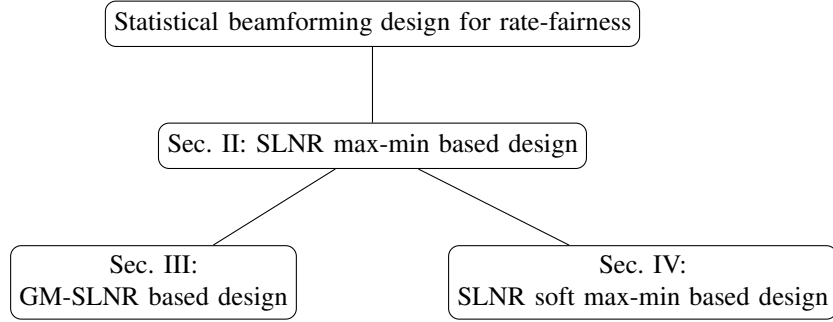 Statistical beamforming design for rate-fairness
Sec. II: SLNR max-min based design
Sec. III:
GM-SLNR based design
Sec. IV:
SLNR soft max-min based design